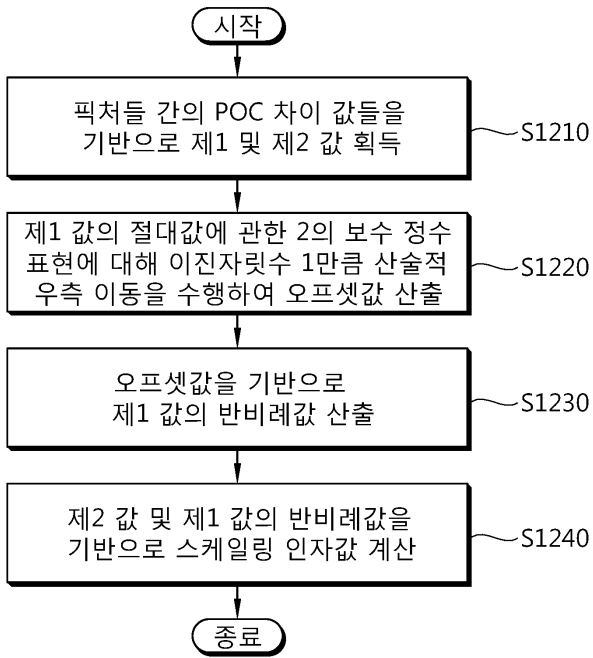 시작
픽처들 간의 POC 차이 값들을
기반으로 제1 및 제2 값 획득
S1210
제1 값의 절대값에 관한 2의 보수 정수
표현에 대해 이진자릿수 1만큼 산술적
우측 이동을 수행하여 오프셋값 산출
S1220
오프셋값을 기반으로
제1 값의 반비례값 산출
S1230
제2 값 및 제1 값의 반비례값을
기반으로 스케일링 인자값 계산
S1240
종료